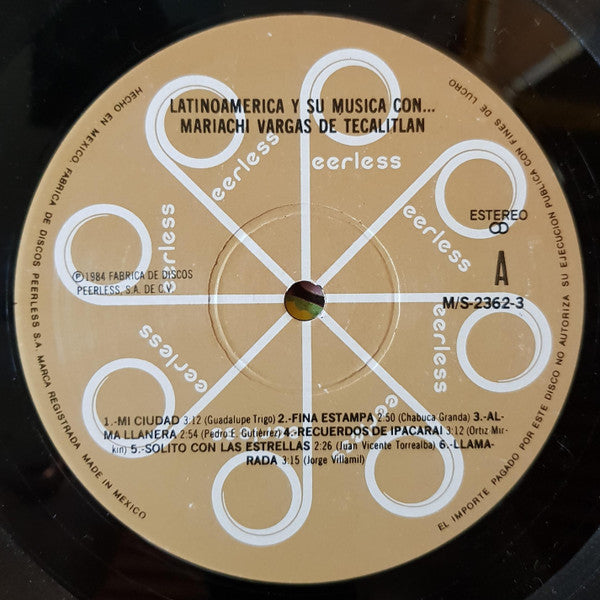 LATINOAMERICA Y SU MUSICA CON...
MARIACHI VARGAS DE TECALITLAN
eerless
eerless
eerless
eerless
eerless
eerless
eerless
eerless
ESTEREO
A
M/S-2362-3
Ⓟ1984 FABRICA DE DISCOS
PEERLESS, S.A. DE C.V.
1.-MI CIUDAD 3:12 (Guadalupe Trigo) 2.-FINA ESTAMPA 2:50 (Chabuca Granda) 3.-AL-
MA LLANERA 2:54 (Pedro E. Gutiérrez) 4.-RECUERDOS DE IPACARAI 3:12 (Ortiz Mir-
kin) 5.-SOLITO CON LAS ESTRELLAS 2:26 (Juan Vicente Torrealba) 6.-LLAMA-
RADA 3:15 (Jorge Villamil)
HECHO EN MEXICO. FABRICA DE DISCOS PEERLESS S.A. MARCA REGISTRADA MADE IN MEXICO
EL IMPORTE PAGADO POR ESTE DISCO NO AUTORIZA SU EJECUCION PUBLICA CON FINES DE LUCRO